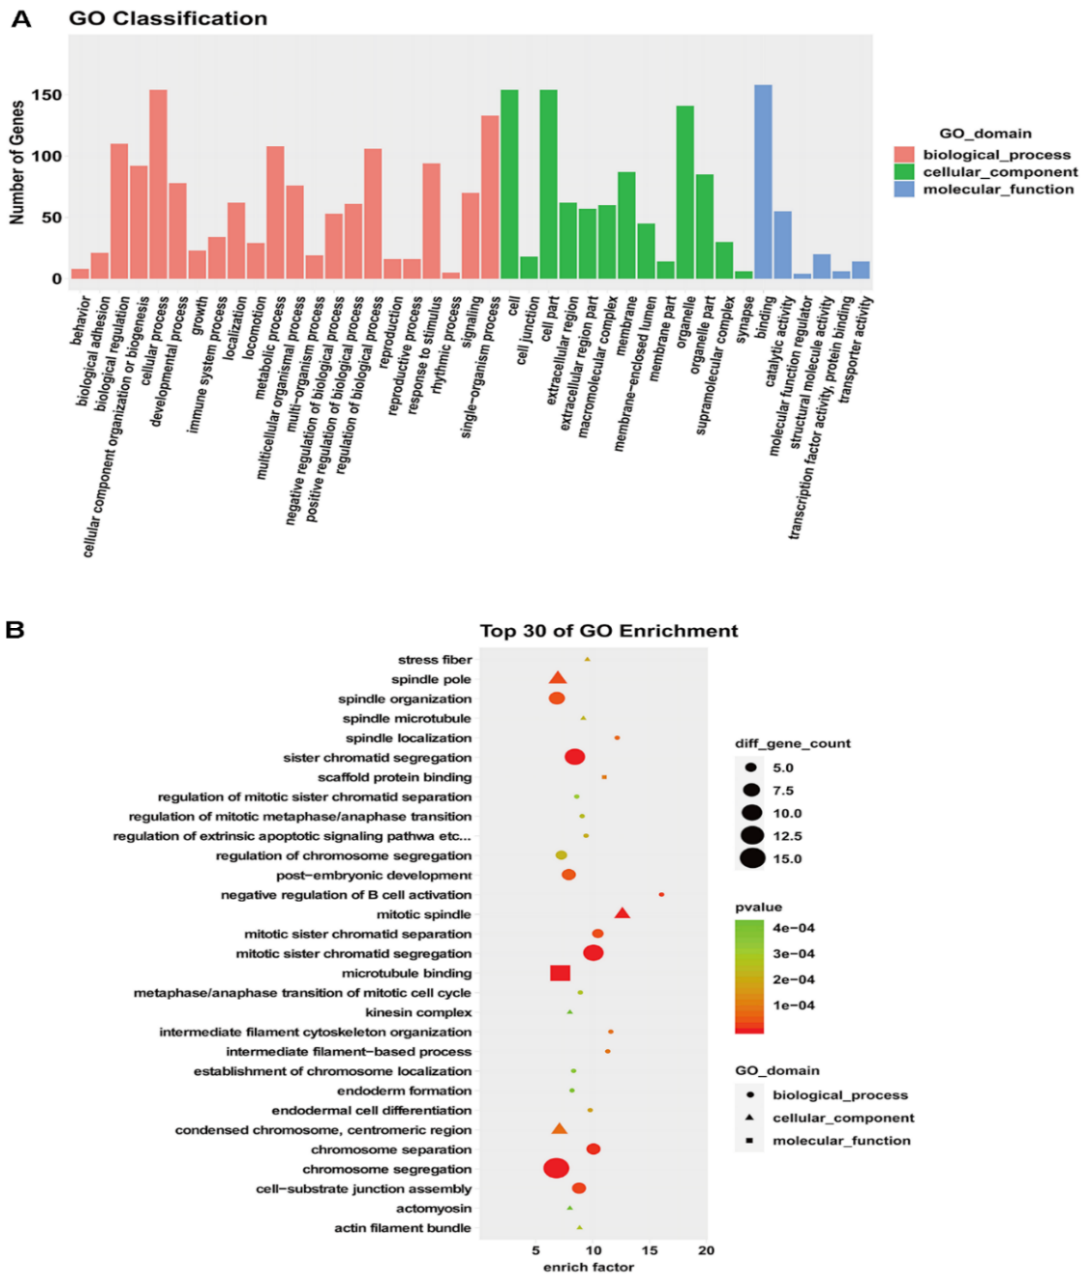 A
GO Classification
Number of Genes
150
100
50
0
behavior
biological adhesion
biological regulation
cellular component organization or biogenesis
cellular process
developmental process
growth
immune system process
localization
locomotion
metabolic process
multicellular organismal process
multi-organism process
negative regulation of biological process
positive regulation of biological process
regulation of biological process
reproduction
reproductive process
response to stimulus
rhythmic process
signaling
single-organism process
cell
cell junction
cell part
extracellular region
extracellular region part
macromolecular complex
membrane
membrane-enclosed lumen
membrane part
organelle
organelle part
supramolecular complex
synapse
binding
catalytic activity
molecular function regulator
structural molecule activity
transcription factor activity, protein binding
transporter activity
GO_domain
biological_process
cellular_component
molecular_function
B
Top 30 of GO Enrichment
stress fiber
spindle pole
spindle organization
spindle microtubule
spindle localization
sister chromatid segregation
scaffold protein binding
regulation of mitotic sister chromatid separation
regulation of mitotic metaphase/anaphase transition
regulation of extrinsic apoptotic signaling pathwa etc...
regulation of chromosome segregation
post-embryonic development
negative regulation of B cell activation
mitotic spindle
mitotic sister chromatid separation
mitotic sister chromatid segregation
microtubule binding
metaphase/anaphase transition of mitotic cell cycle
kinesin complex
intermediate filament cytoskeleton organization
intermediate filament-based process
establishment of chromosome localization
endoderm formation
endodermal cell differentiation
condensed chromosome, centromeric region
chromosome separation
chromosome segregation
cell-substrate junction assembly
actomyosin
actin filament bundle
5 10 15 20
enrich factor
diff_gene_count
5.0
7.5
10.0
12.5
15.0
pvalue
4e-04
3e-04
2e-04
1e-04
GO_domain
biological_process
cellular_component
molecular_function